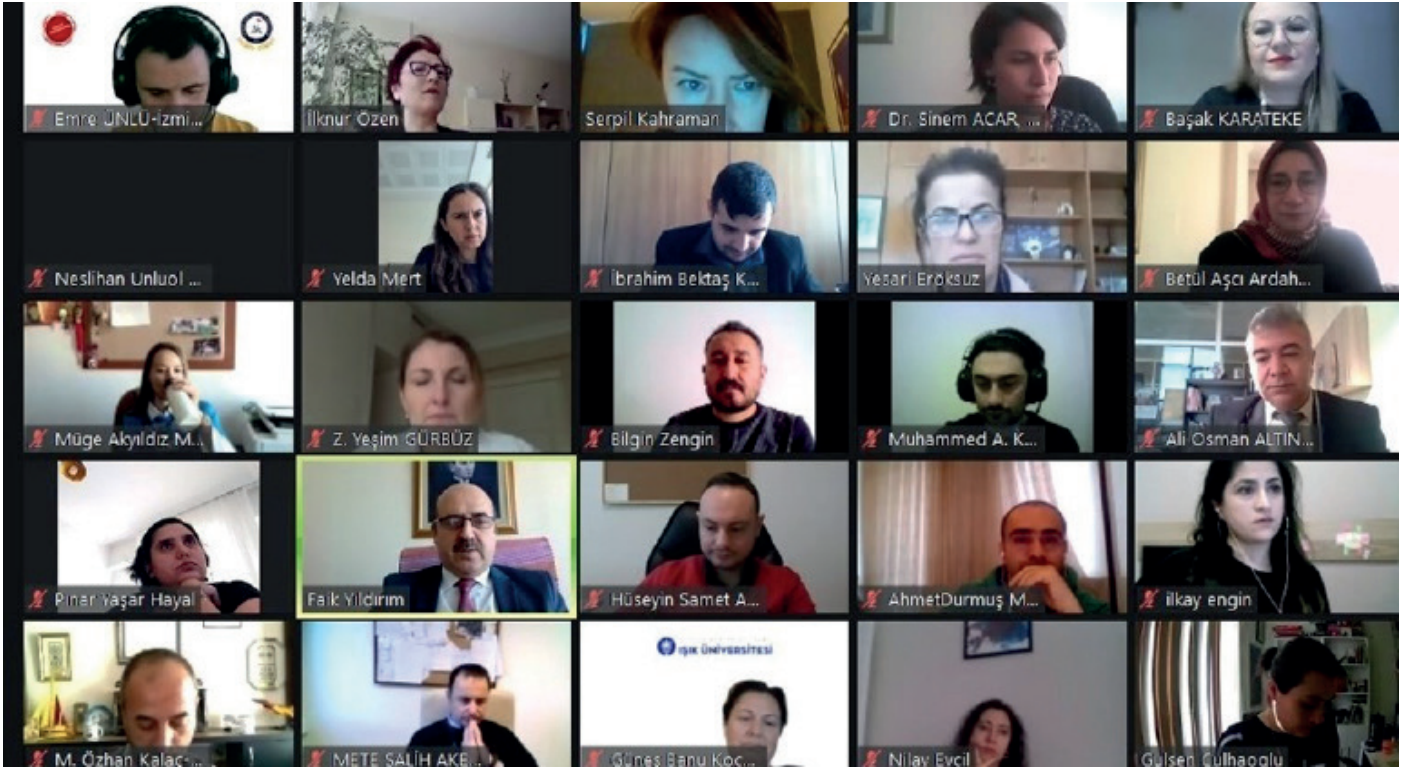 Emre ÜNLÜ-İzmi...
İlknur Özen
Serpil Kahraman
Dr. Sinem ACAR, ...
Başak KARATEKE
Neslihan Unluol ...
Yelda Mert
İbrahim Bektaş K...
Yesari Eröksuz
Betül Aşcı Ardah...
Müge Akyıldız M...
Z. Yeşim GÜRBÜZ
Bilgin Zengin
Muhammed A. K...
Ali Osman ALTIN...
Pınar Yaşar Hayal
Faik Yıldırım
Hüseyin Samet A...
AhmetDurmuş M...
ilkay engin
IŞIK ÜNİVERSİTESİ
M. Özhan Kalaç-...
METE SALİH AKE...
Güneş Banu Koç...
Nilay Evcil
Gülsen Culhaoglu